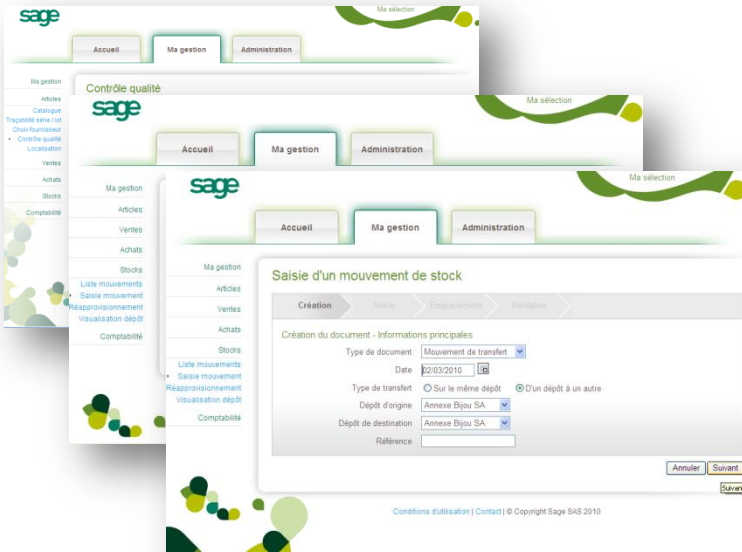 sage
Ma sélection
Accueil
Ma gestion
Administration
Ma gestion
Articles
Catalogue
Traçabilité série / lot
Choix fournisseur
Contrôle qualité
Localisation
Ventes
Achats
Stocks
Comptabilité
Contrôle qualité
sage
Ma sélection
Accueil
Ma gestion
Administration
Ma gestion
Articles
Ventes
Achats
Stocks
Liste mouvements
Saisie mouvement
Réapprovisionnement
Visualisation dépôt
Comptabilité
sage
Ma sélection
Accueil
Ma gestion
Administration
Ma gestion
Articles
Ventes
Achats
Stocks
Liste mouvements
Saisie mouvement
Réapprovisionnement
Visualisation dépôt
Comptabilité
Saisie d'un mouvement de stock
Création
Article
Emplacements
Validation
Création du document - Informations principales
Type de document Mouvement de transfert
Date 02/03/2010
Type de transfert Sur le même dépôt D'un dépôt à un autre
Dépôt d'origine Annexe Bijou SA
Dépôt de destination Annexe Bijou SA
Référence
Annuler Suivant
Suivant
Conditions d'utilisation | Contact | © Copyright Sage SAS 2010